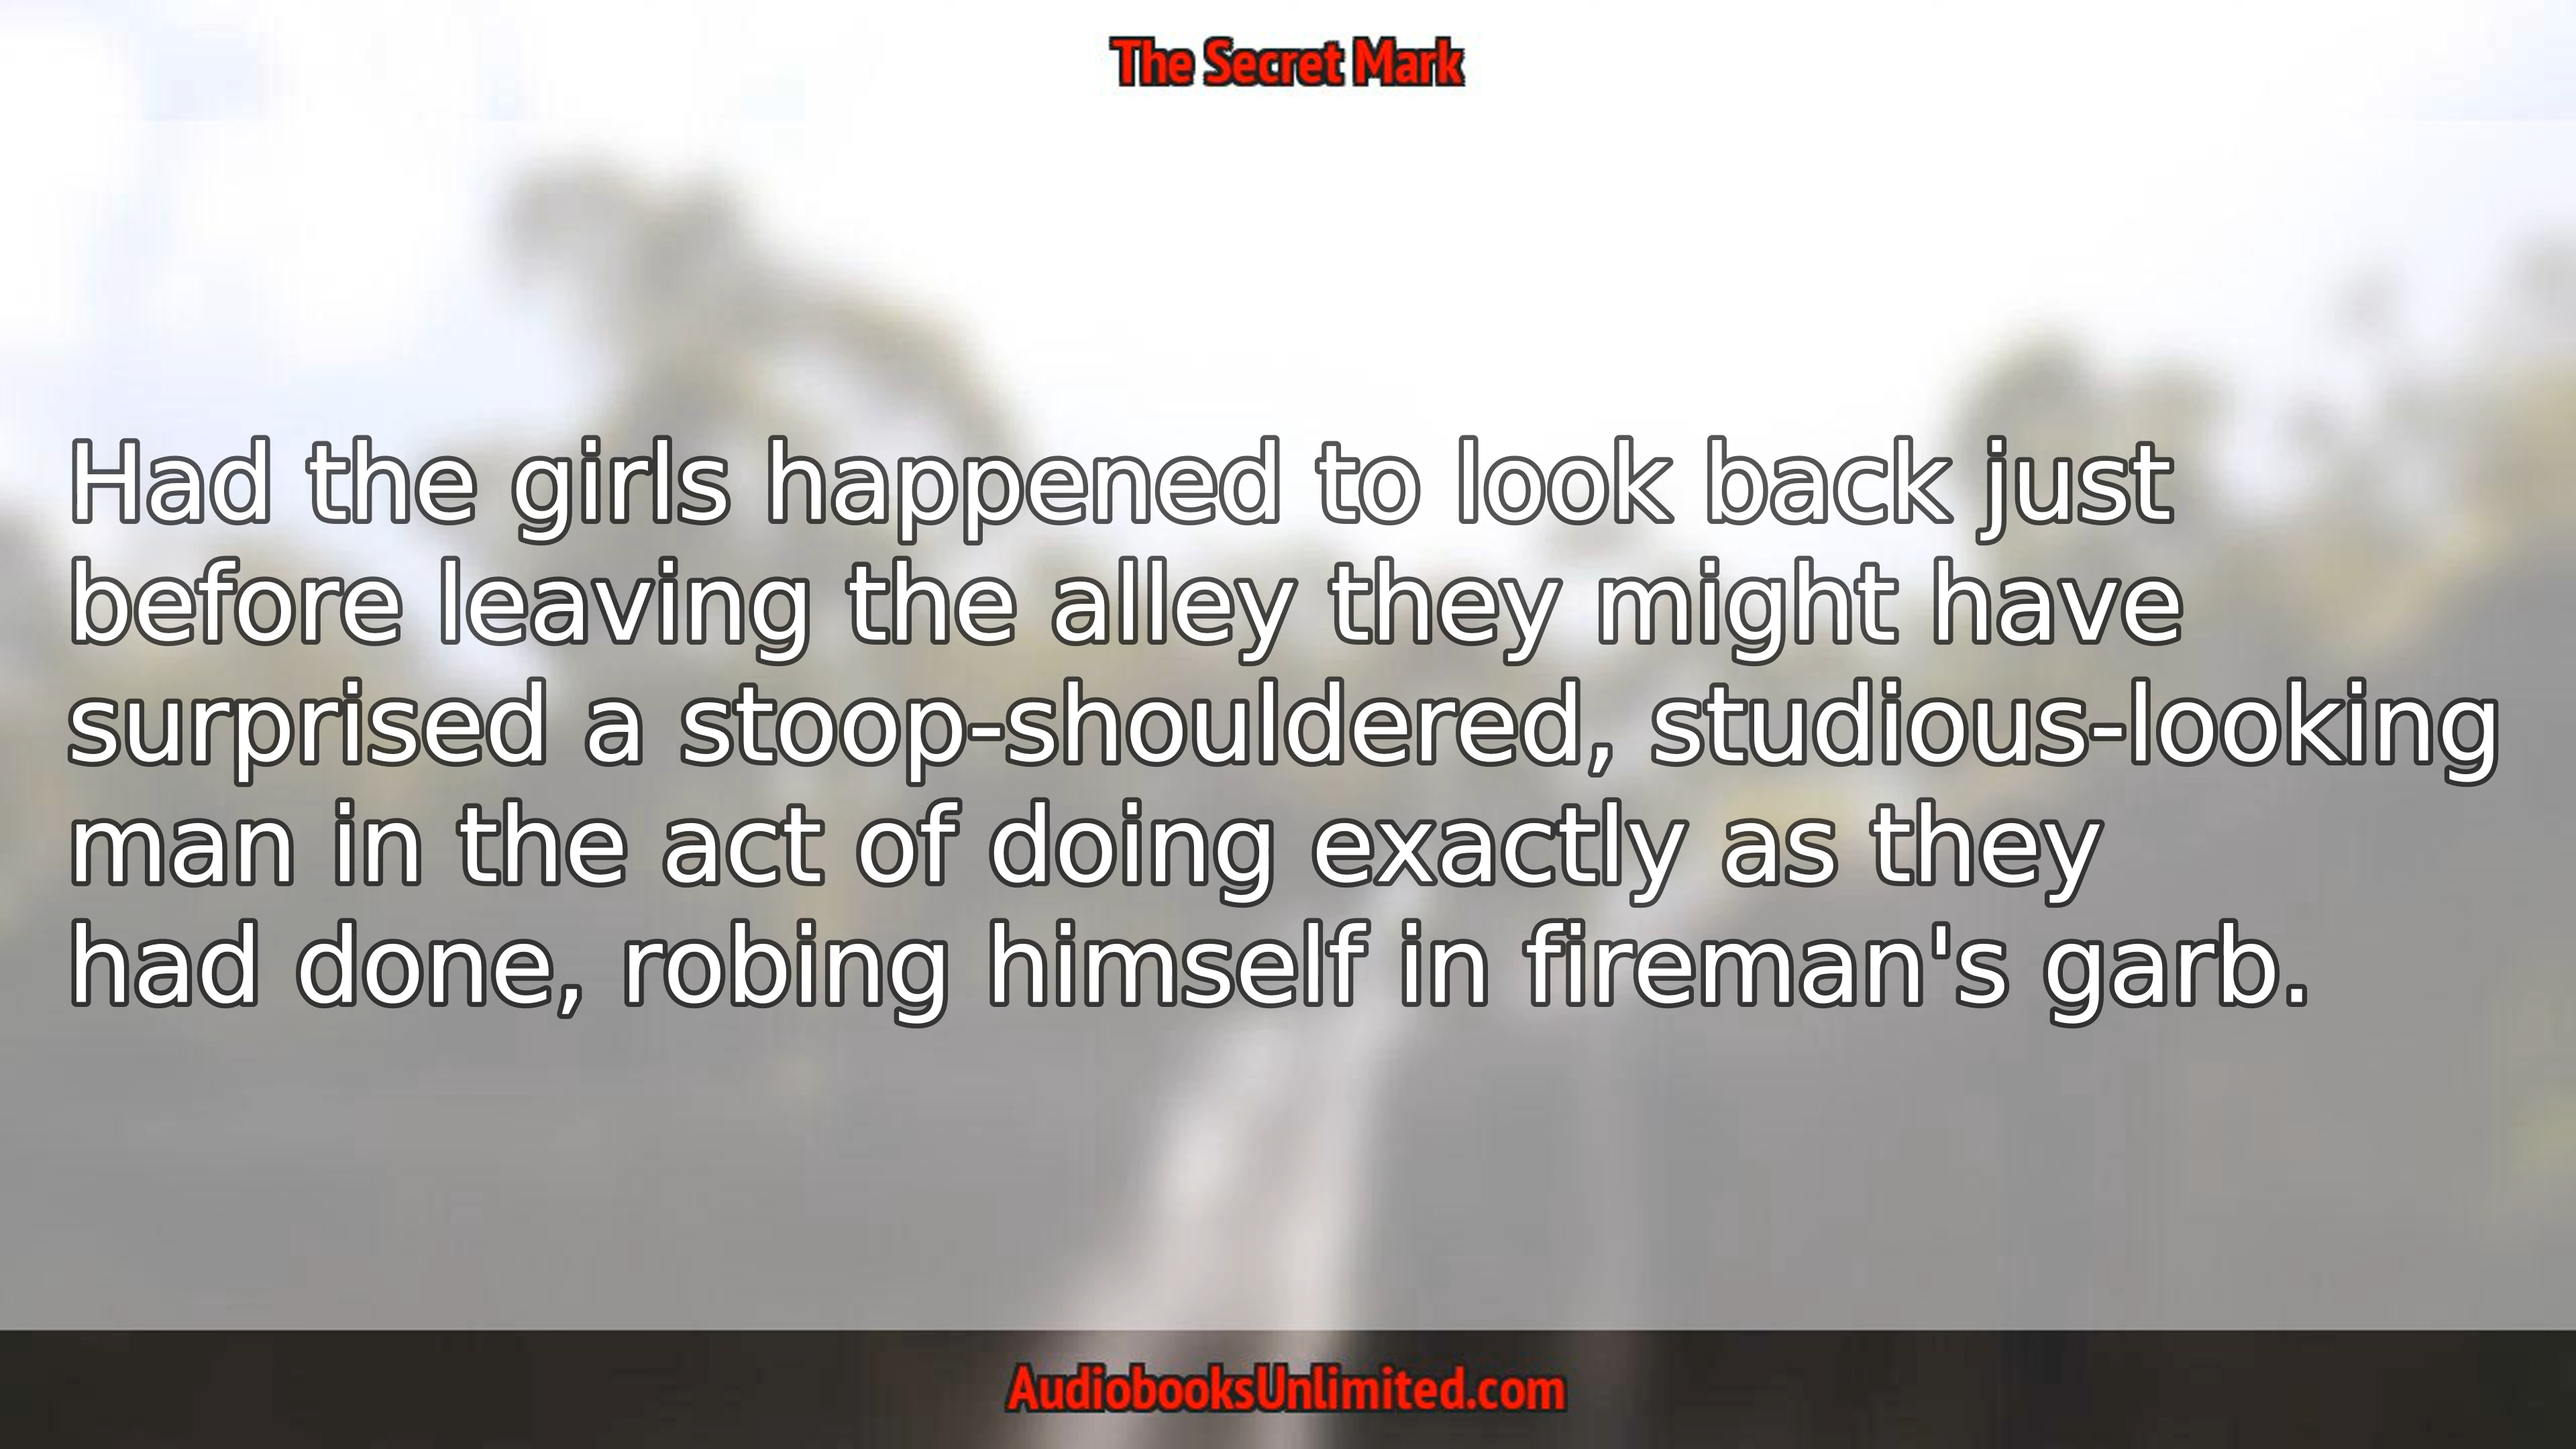 The Secret Mark
Had the girls happened to look back just
before leaving the alley they might have
surprised a stoop-shouldered, studious-looking
man in the act of doing exactly as they
had done, robing himself in fireman's garb.
AudiobooksUnlimited.com